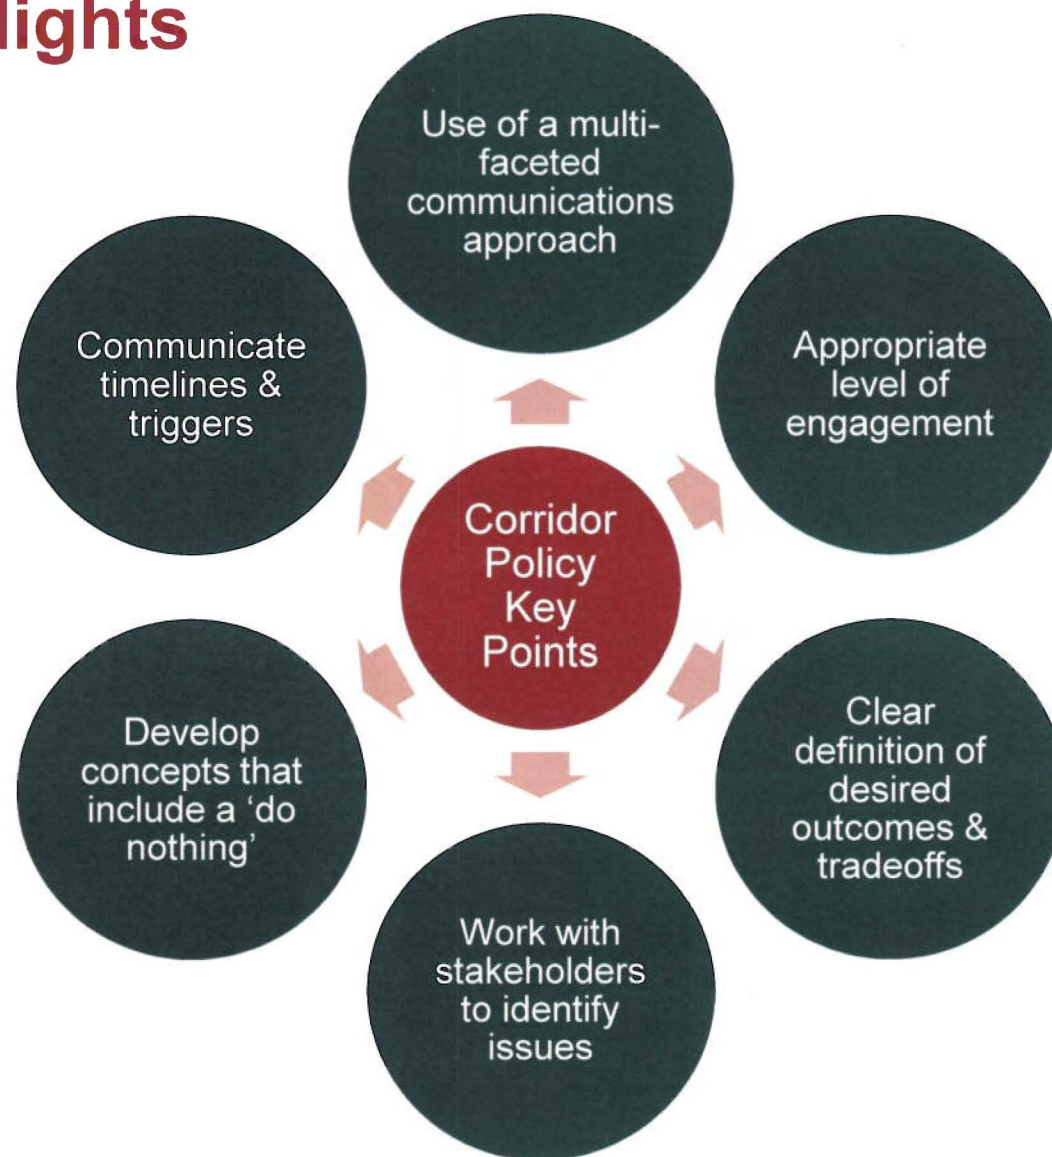 lights
Use of a multi-
faceted
communications
approach
Appropriate
level of
engagement
Clear
definition of
desired
outcomes &
tradeoffs
Work with
stakeholders
to identify
issues
Develop
concepts that
include a ‘do
nothing’
Communicate
timelines &
triggers
Corridor
Policy
Key
Points